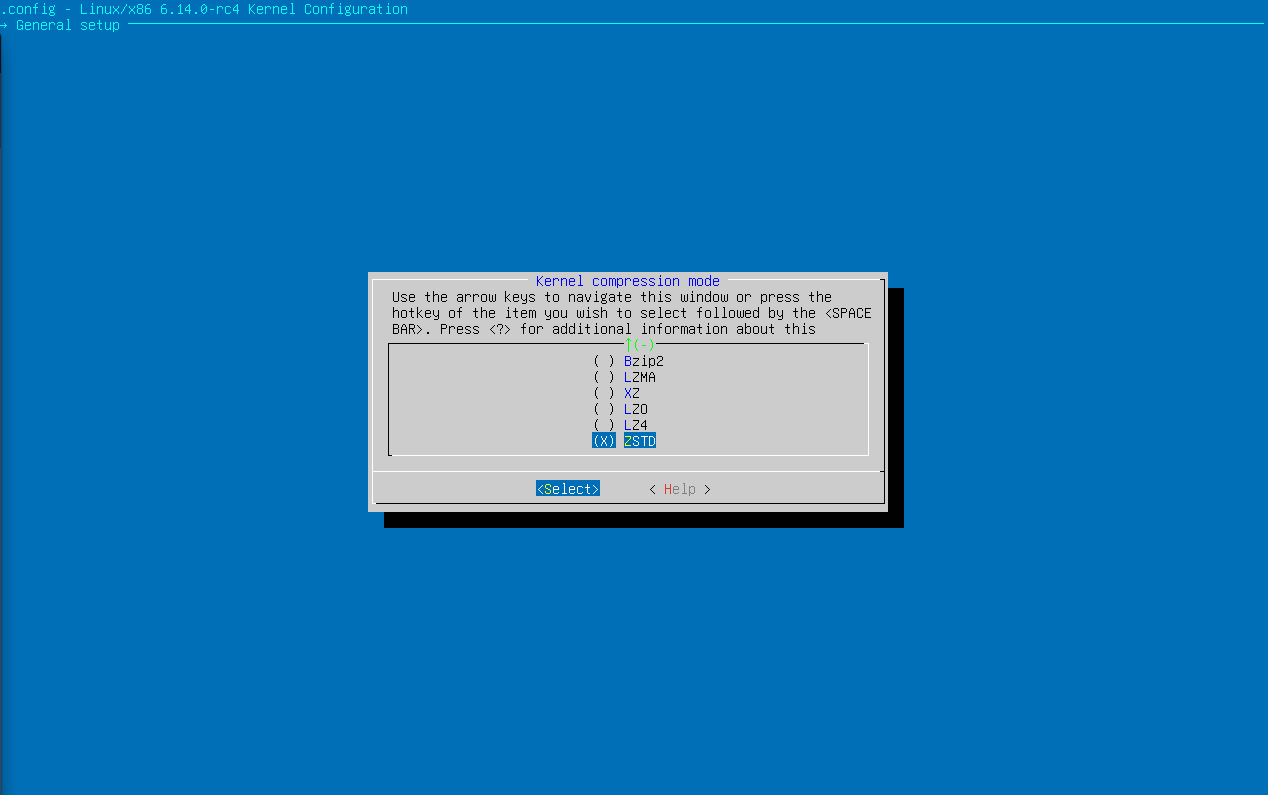 .config - Linux/x86 6.14.0-rc4 Kernel Configuration
→ General setup
Kernel compression mode
Use the arrow keys to navigate this window or press the
hotkey of the item you wish to select followed by the <SPACE
BAR>. Press <?> for additional information about this
↑(-)
( ) Bzip2
( ) LZMA
( ) XZ
( ) LZO
( ) LZ4
(X) ZSTD
<Select> < Help >